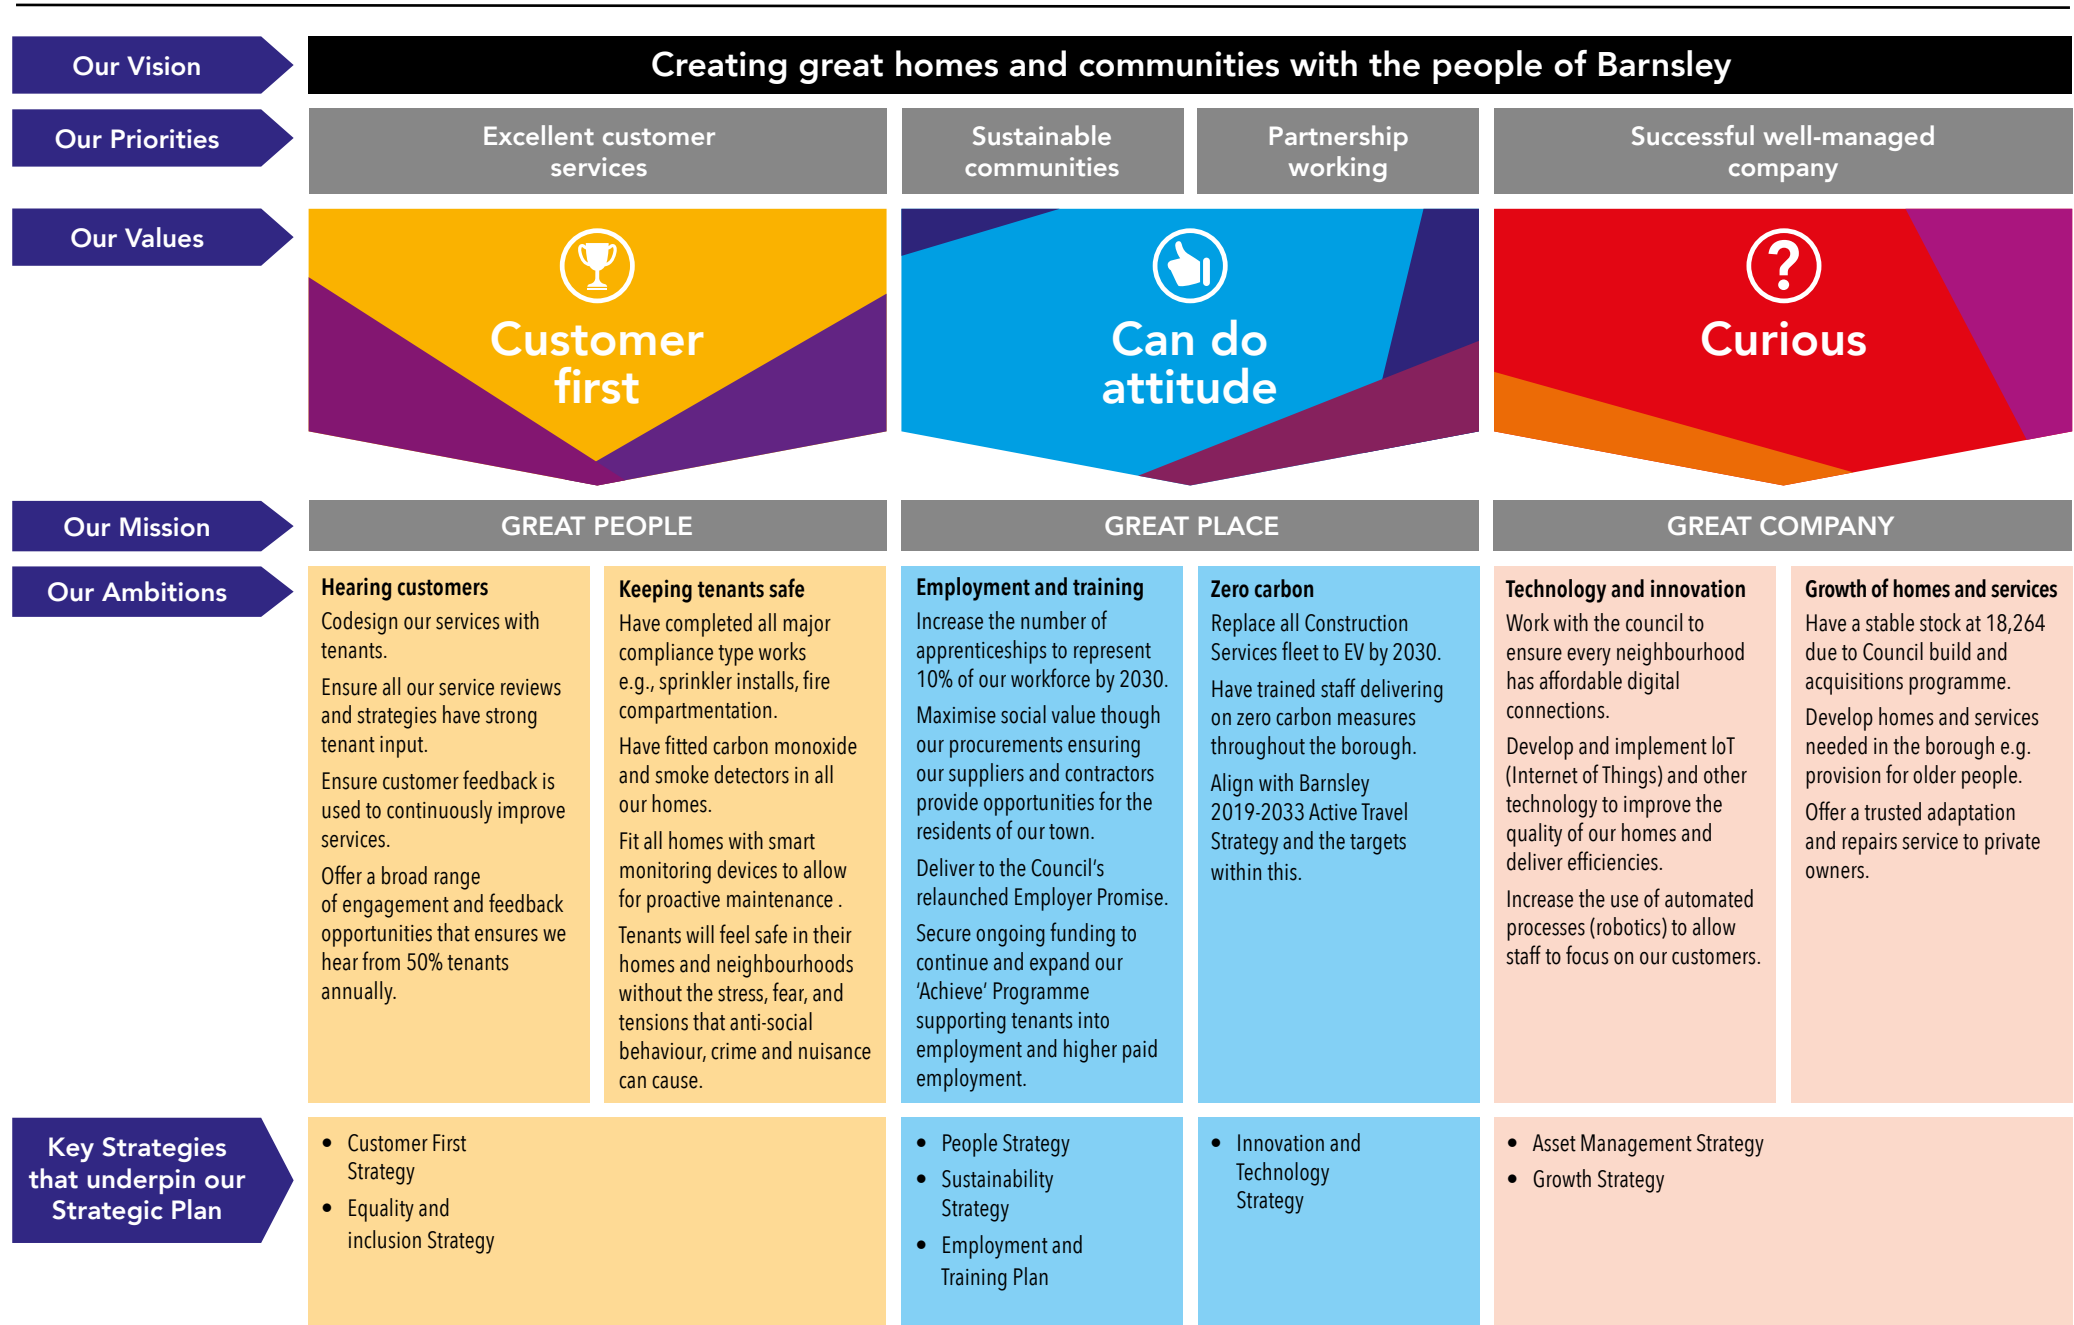 Our Vision
Creating great homes and communities with the people of Barnsley
Our Priorities
Excellent customer
services
Sustainable
communities
Partnership
working
Successful well-managed
company
Our Values
Customer
first
Can do
attitude
?
Curious
Our Mission
GREAT PEOPLE
GREAT PLACE
GREAT COMPANY
Our Ambitions
Hearing customers
Codesign our services with
tenants.
Ensure all our service reviews
and strategies have strong
tenant input.
Ensure customer feedback is
used to continuously improve
services.
Offer a broad range
of engagement and feedback
opportunities that ensures we
hear from 50% tenants
annually.
Keeping tenants safe
Have completed all major
compliance type works
e.g., sprinkler installs, fire
compartmentation.
Have fitted carbon monoxide
and smoke detectors in all
our homes.
Fit all homes with smart
monitoring devices to allow
for proactive maintenance .
Tenants will feel safe in their
homes and neighbourhoods
without the stress, fear, and
tensions that anti-social
behaviour, crime and nuisance
can cause.
Employment and training
Increase the number of
apprenticeships to represent
10% of our workforce by 2030.
Maximise social value though
our procurements ensuring
our suppliers and contractors
provide opportunities for the
residents of our town.
Deliver to the Council's
relaunched Employer Promise.
Secure ongoing funding to
continue and expand our
'Achieve' Programme
supporting tenants into
employment and higher paid
employment.
Zero carbon
Replace all Construction
Services fleet to EV by 2030.
Have trained staff delivering
on zero carbon measures
throughout the borough.
Align with Barnsley
2019-2033 Active Travel
Strategy and the targets
within this.
Technology and innovation
Work with the council to
ensure every neighbourhood
has affordable digital
connections.
Develop and implement loT
(Internet of Things) and other
technology to improve the
quality of our homes and
deliver efficiencies.
Increase the use of automated
processes (robotics) to allow
staff to focus on our customers.
Growth of homes and services
Have a stable stock at 18,264
due to Council build and
acquisitions programme.
Develop homes and services
needed in the borough e.g.
provision for older people.
Offer a trusted adaptation
and repairs service to private
owners.
Key Strategies
that underpin our
Strategic Plan
• Customer First
Strategy
• Equality and
inclusion Strategy
• People Strategy
• Sustainability
Strategy
• Employment and
Training Plan
• Innovation and
Technology
Strategy
• Asset Management Strategy
• Growth Strategy